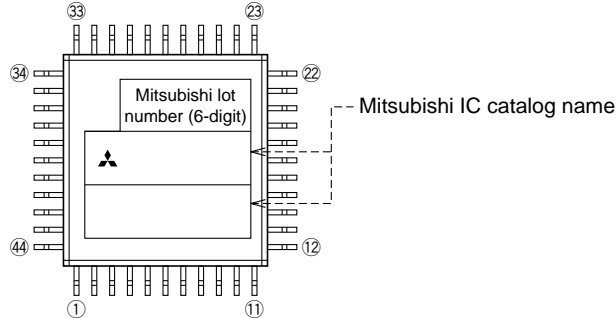 ㉝ ㉓
㉞ ㉒
Mitsubishi lot
number (6-digit)
Mitsubishi IC catalog name
㊹ ⑫
① ⑪